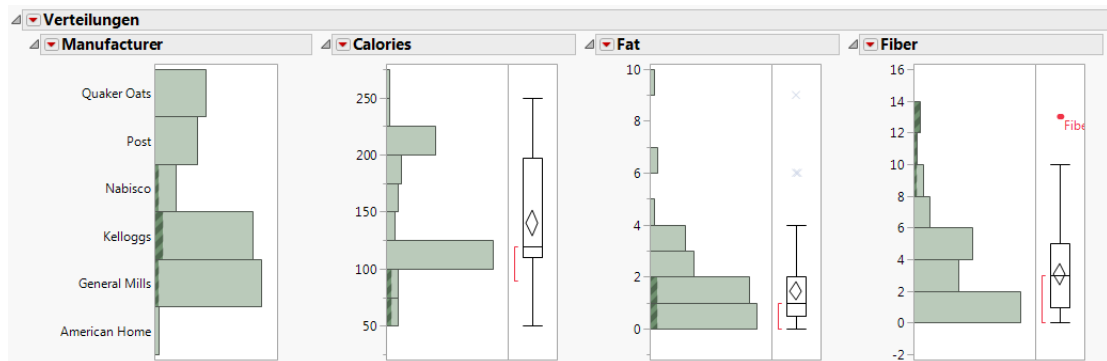 Verteilungen
Manufacturer
Quaker Oats
Post
Nabisco
Kelloggs
General Mills
American Home
Calories
250
200
150
100
50
Fat
10
8
6
4
2
0
Fiber
16
14
12
10
8
6
4
2
0
-2
Fibe